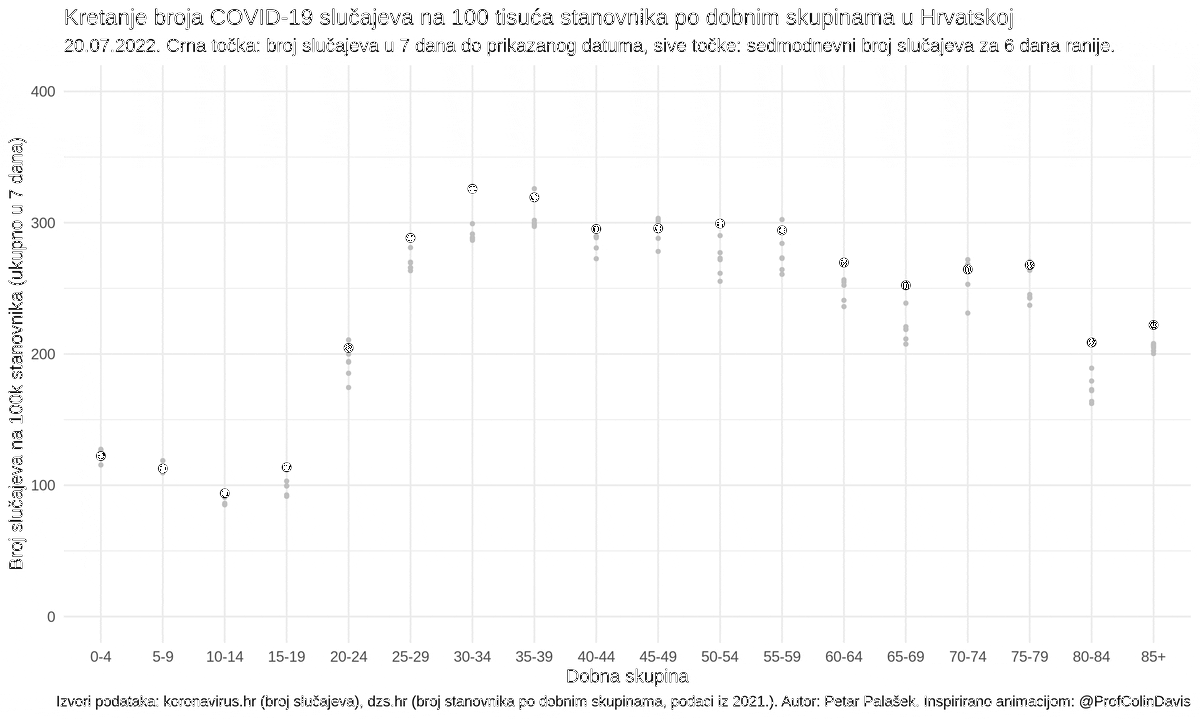 Kretanje broja COVID-19 slučajeva na 100 tisuća stanovnika po dobnim skupinama u Hrvatskoj
20.07.2022. Crna točka: broj slučajeva u 7 dana do prikazanog datuma, sive točke: sedmodnevni broj slučajeva za 6 dana ranije.
Broj slučajeva na 100k stanovnika (ukupno u 7 dana)
400
300
200
100
0
0-4 5-9 10-14 15-19 20-24 25-29 30-34 35-39 40-44 45-49 50-54 55-59 60-64 65-69 70-74 75-79 80-84 85+
Dobna skupina
Izvori podataka: koronavirus.hr (broj slučajeva), dzs.hr (broj stanovnika po dobnim skupinama, podaci iz 2021.). Autor: Petar Palašek. Inspirirano animacijom: @ProfColinDavis